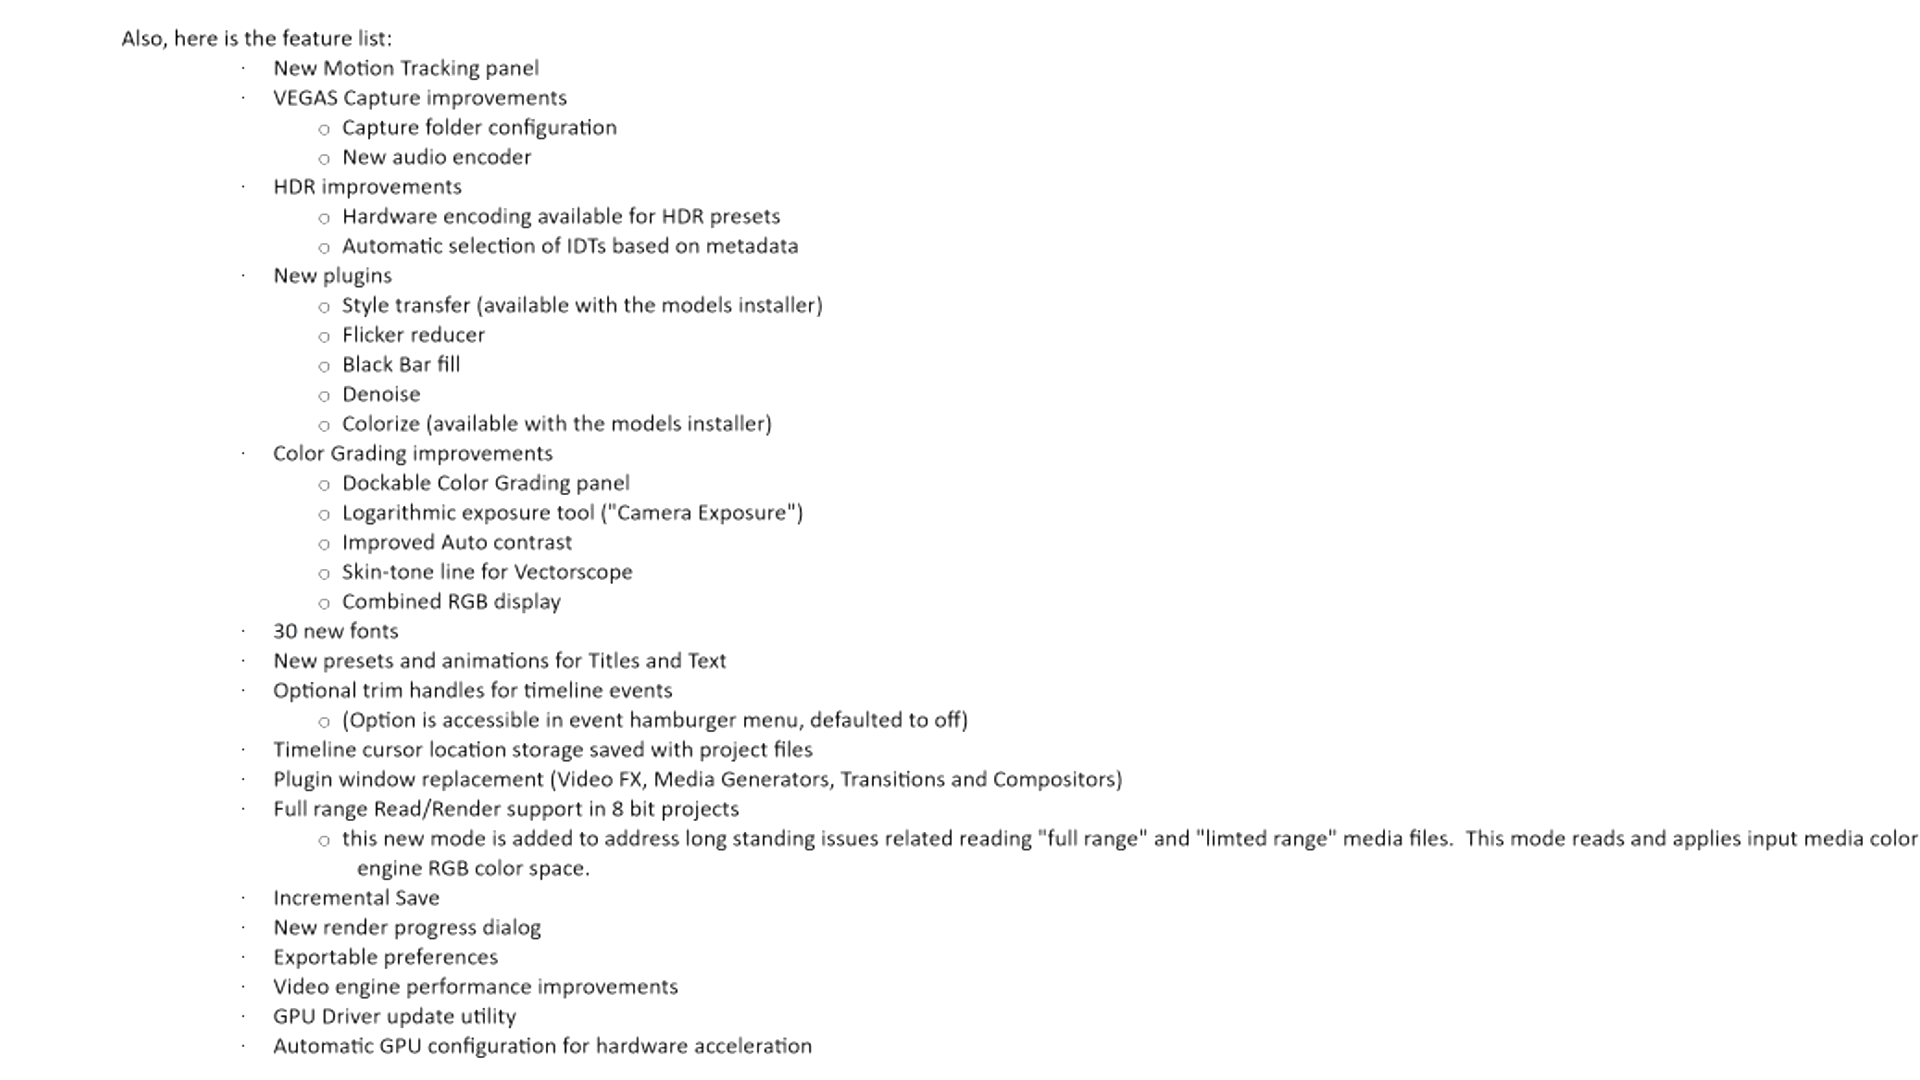 Also, here is the feature list:
· New Motion Tracking panel
· VEGAS Capture improvements
○ Capture folder configuration
○ New audio encoder
· HDR improvements
○ Hardware encoding available for HDR presets
○ Automatic selection of IDTs based on metadata
· New plugins
○ Style transfer (available with the models installer)
○ Flicker reducer
○ Black Bar fill
○ Denoise
○ Colorize (available with the models installer)
· Color Grading improvements
○ Dockable Color Grading panel
○ Logarithmic exposure tool ("Camera Exposure")
○ Improved Auto contrast
○ Skin-tone line for Vectorscope
○ Combined RGB display
· 30 new fonts
· New presets and animations for Titles and Text
· Optional trim handles for timeline events
○ (Option is accessible in event hamburger menu, defaulted to off)
· Timeline cursor location storage saved with project files
· Plugin window replacement (Video FX, Media Generators, Transitions and Compositors)
· Full range Read/Render support in 8 bit projects
○ this new mode is added to address long standing issues related reading "full range" and "limted range" media files. This mode reads and applies input media color
engine RGB color space.
· Incremental Save
· New render progress dialog
· Exportable preferences
· Video engine performance improvements
· GPU Driver update utility
· Automatic GPU configuration for hardware acceleration